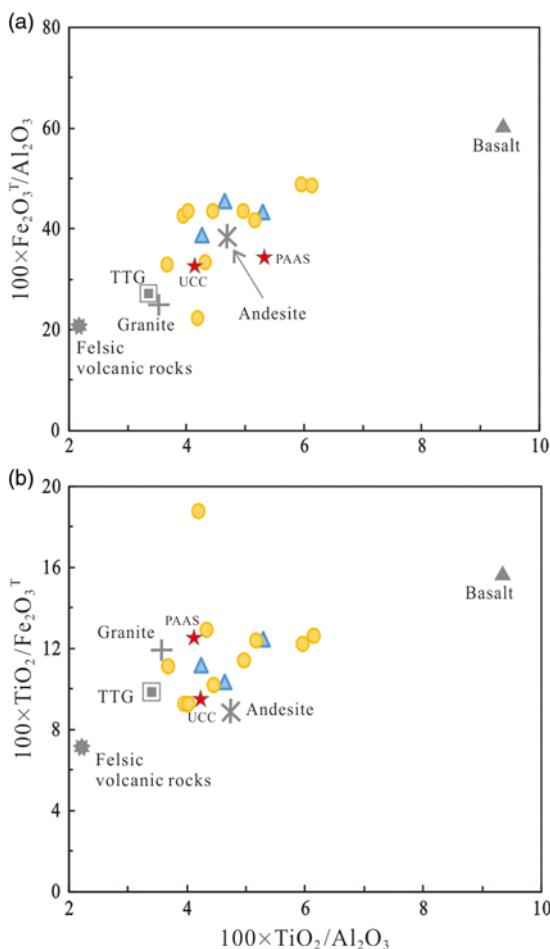 (a)
80
60
40
20
0
100×Fe₂O₃ᵀ/Al₂O₃
Basalt
PAAS
UCC
TTG
Andesite
Granite
Felsic
volcanic rocks
2 4 6 8 10
(b)
20
16
12
8
4
0
100×TiO₂/Fe₂O₃ᵀ
Basalt
PAAS
Granite
TTG
UCC
Andesite
Felsic
volcanic rocks
2 4 6 8 10
100×TiO₂/Al₂O₃